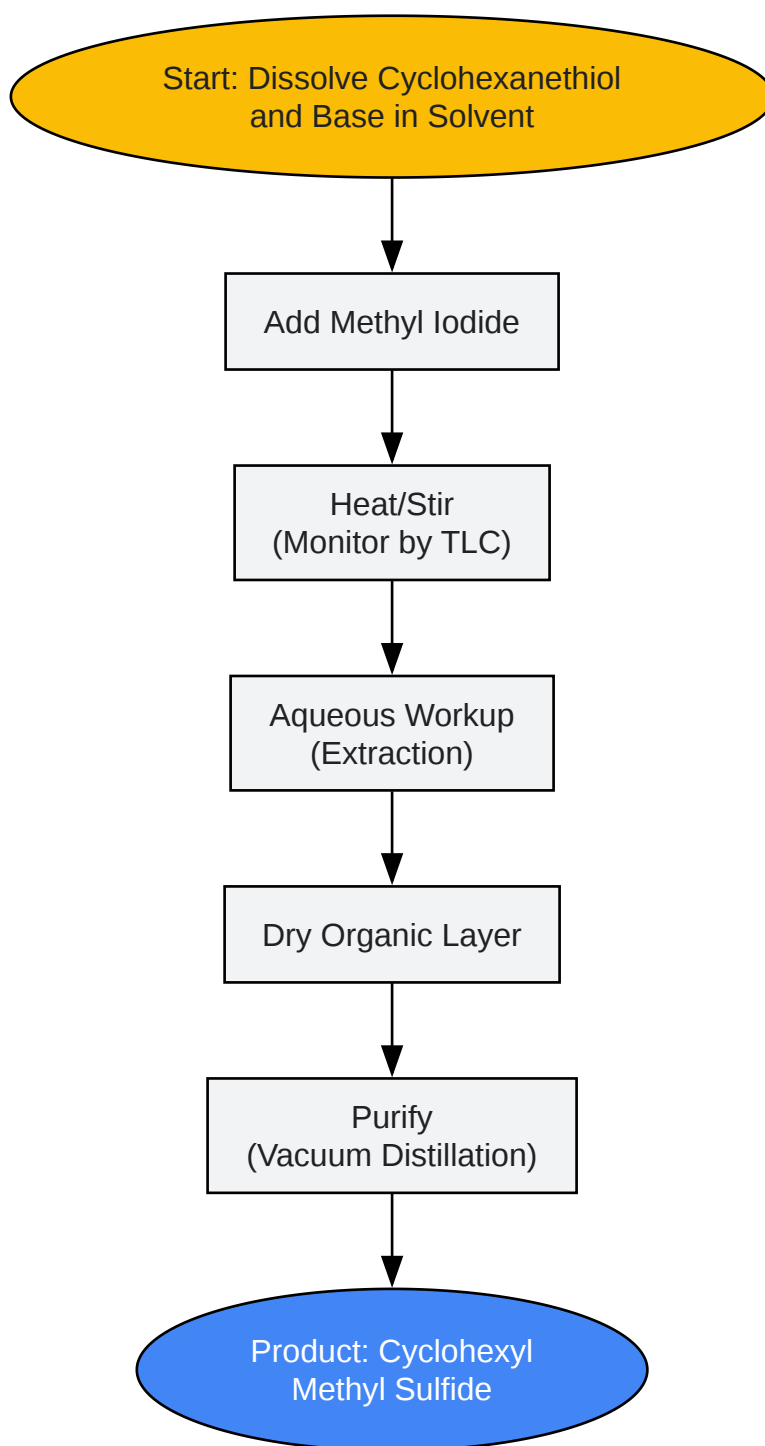 Start: Dissolve Cyclohexanethiol
and Base in Solvent
Add Methyl Iodide
Heat/Stir
(Monitor by TLC)
Aqueous Workup
(Extraction)
Dry Organic Layer
Purify
(Vacuum Distillation)
Product: Cyclohexyl
Methyl Sulfide